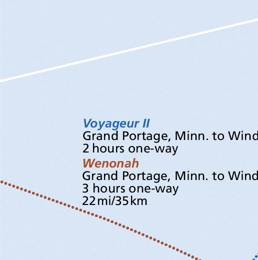 Voyageur II
Grand Portage, Minn. to Wind
2 hours one-way
Wenonah
Grand Portage, Minn. to Wind
3 hours one-way
22mi/35km